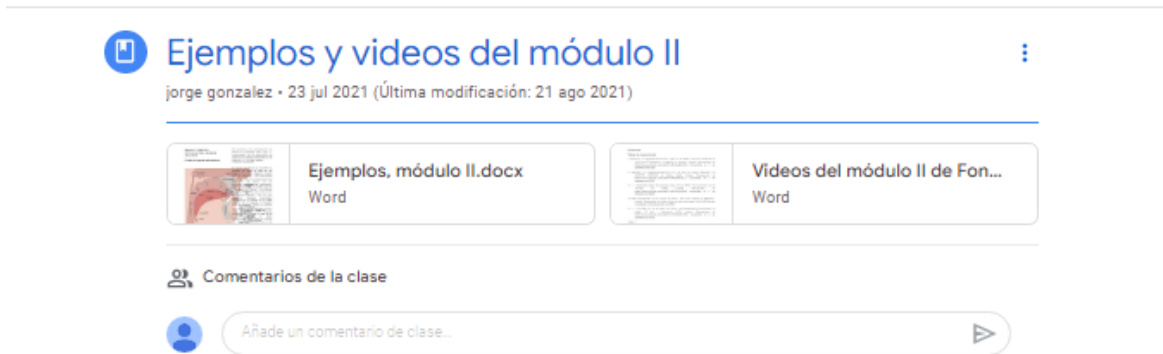 Ejemplos y videos del módulo II
jorge gonzalez • 23 jul 2021 (Última modificación: 21 ago 2021)
Ejemplos, módulo II.docx
Word
Videos del módulo II de Fon...
Word
Comentarios de la clase
Añade un comentario de clase...